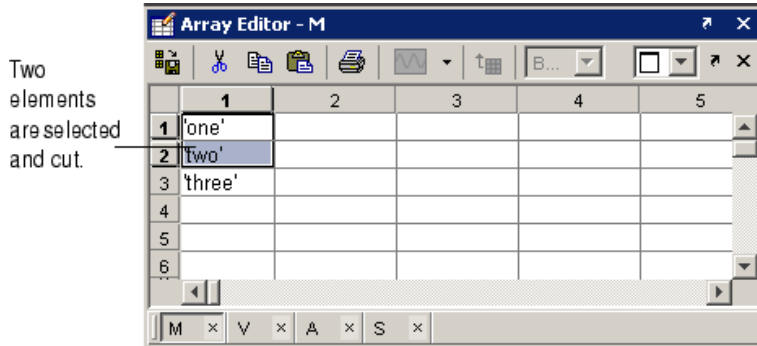 Array Editor - M
B...
Two
elements
are selected
and cut.
1 2 3 4 5
1 'one'
2 'two'
3 'three'
4
5
6
M V A S